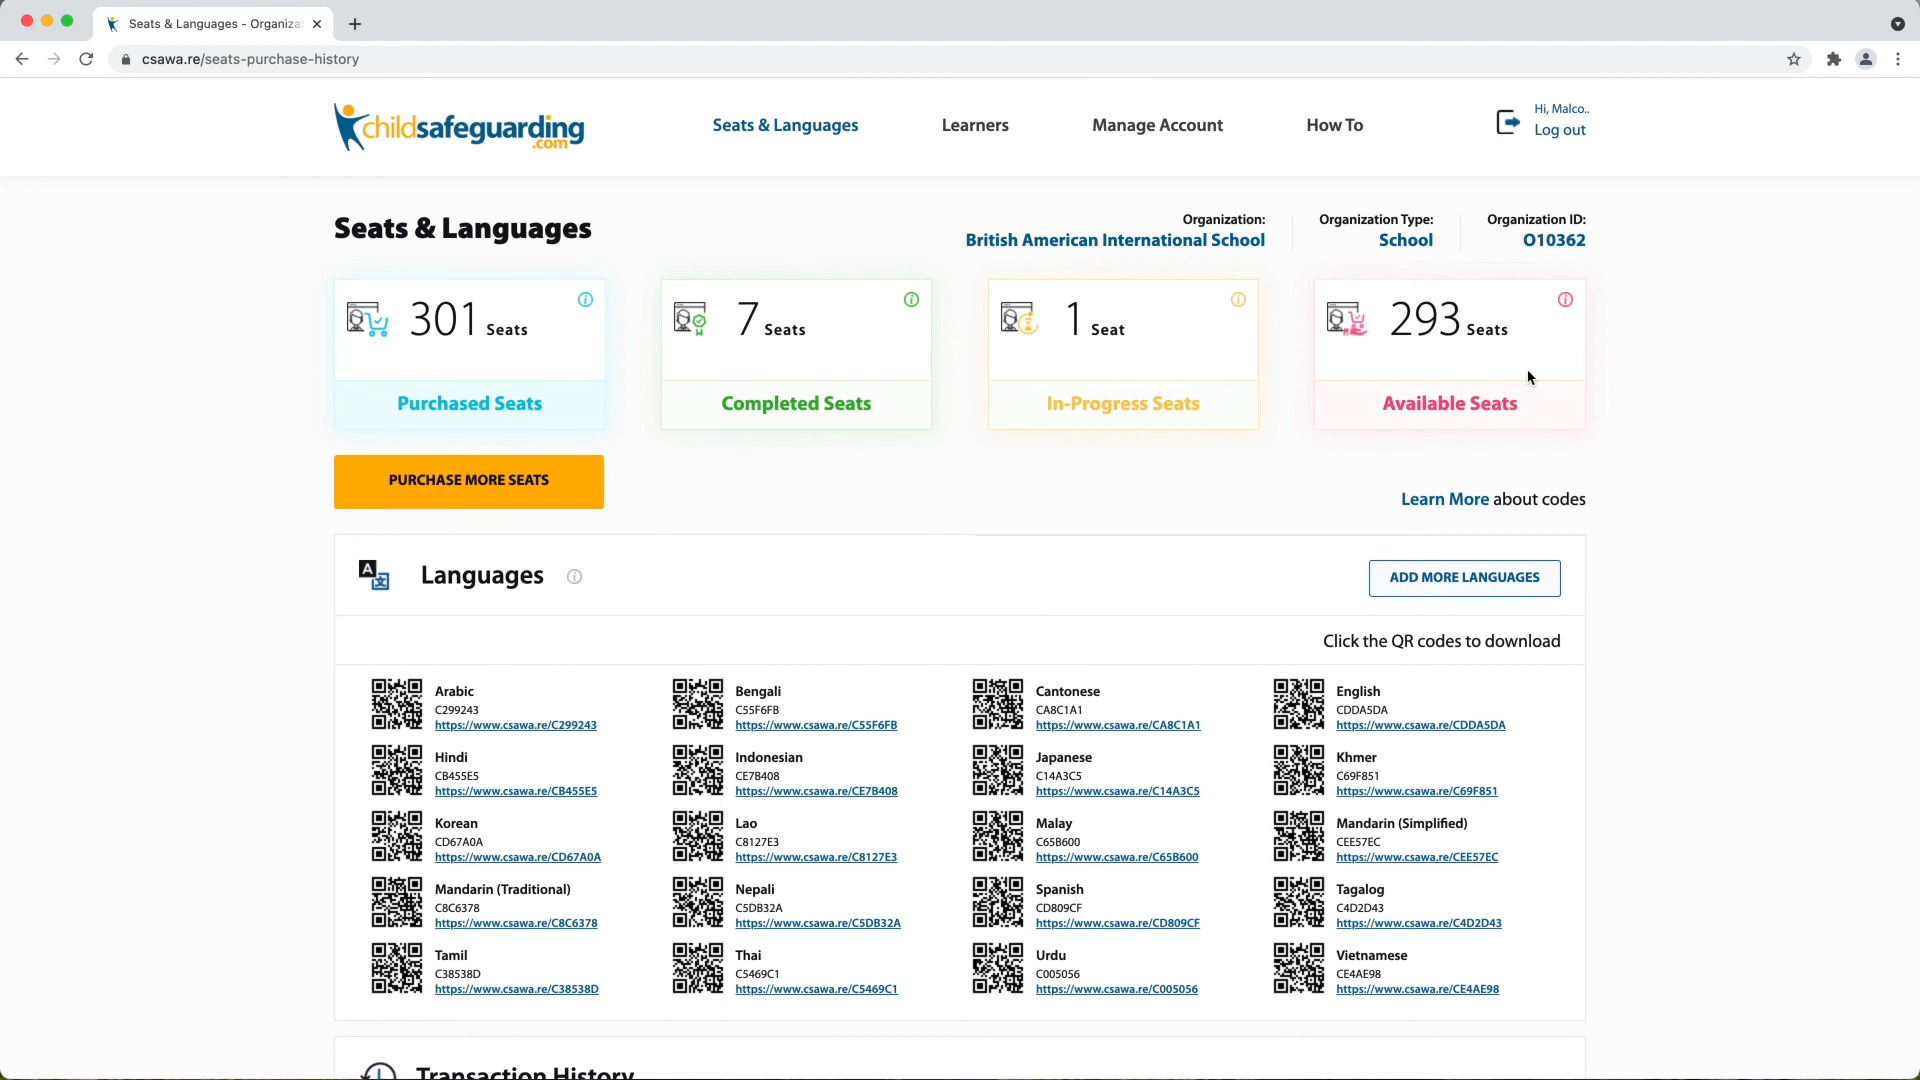 Seats & Languages - Organiza
csawa.re/seats-purchase-history
childsafeguarding
.com
Seats & Languages
Learners
Manage Account
How To
Hi, Malco..
Log out
Seats & Languages
Organization:
British American International School
Organization Type:
School
Organization ID:
O10362
301 Seats
Purchased Seats
7 Seats
Completed Seats
1 Seat
In-Progress Seats
293 Seats
Available Seats
PURCHASE MORE SEATS
Learn More about codes
Languages
ADD MORE LANGUAGES
Click the QR codes to download
Arabic
C299243
https://www.csawa.re/C299243
Bengali
C55F6FB
https://www.csawa.re/C55F6FB
Cantonese
CA8C1A1
https://www.csawa.re/CA8C1A1
English
CDDA5DA
https://www.csawa.re/CDDA5DA
Hindi
CB455E5
https://www.csawa.re/CB455E5
Indonesian
CE7B408
https://www.csawa.re/CE7B408
Japanese
C14A3C5
https://www.csawa.re/C14A3C5
Khmer
C69F851
https://www.csawa.re/C69F851
Korean
CD67A0A
https://www.csawa.re/CD67A0A
Lao
C8127E3
https://www.csawa.re/C8127E3
Malay
C65B600
https://www.csawa.re/C65B600
Mandarin (Simplified)
CEE57EC
https://www.csawa.re/CEE57EC
Mandarin (Traditional)
C8C6378
https://www.csawa.re/C8C6378
Nepali
C5DB32A
https://www.csawa.re/C5DB32A
Spanish
CD809CF
https://www.csawa.re/CD809CF
Tagalog
C4D2D43
https://www.csawa.re/C4D2D43
Tamil
C38538D
https://www.csawa.re/C38538D
Thai
C5469C1
https://www.csawa.re/C5469C1
Urdu
C005056
https://www.csawa.re/C005056
Vietnamese
CE4AE98
https://www.csawa.re/CE4AE98
Transaction History